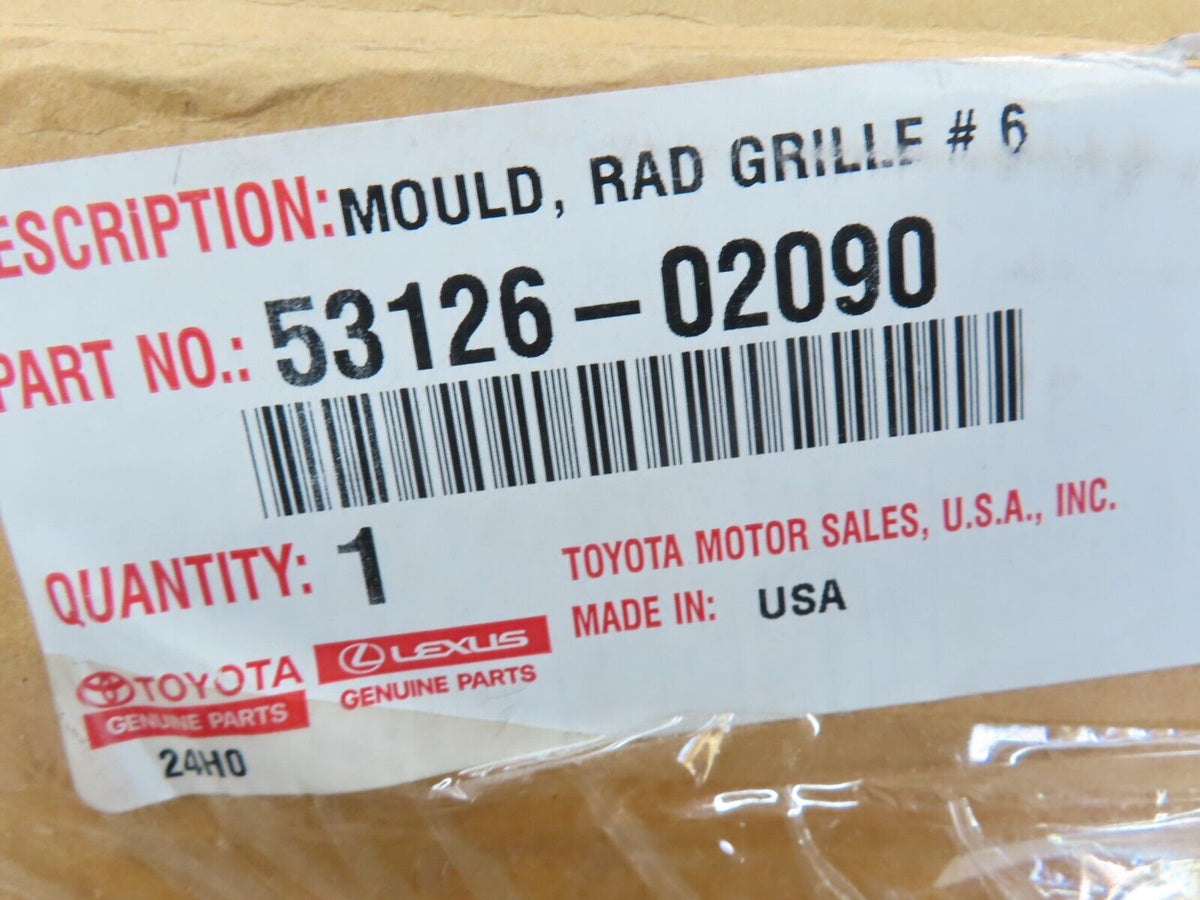 ESCRIPTION: MOULD, RAD GRILLE # 6
PART NO.: 53126-02090
QUANTITY: 1
TOYOTA MOTOR SALES, U.S.A., INC.
MADE IN: USA
TOYOTA
GENUINE PARTS
LEXUS
GENUINE PARTS
24H0